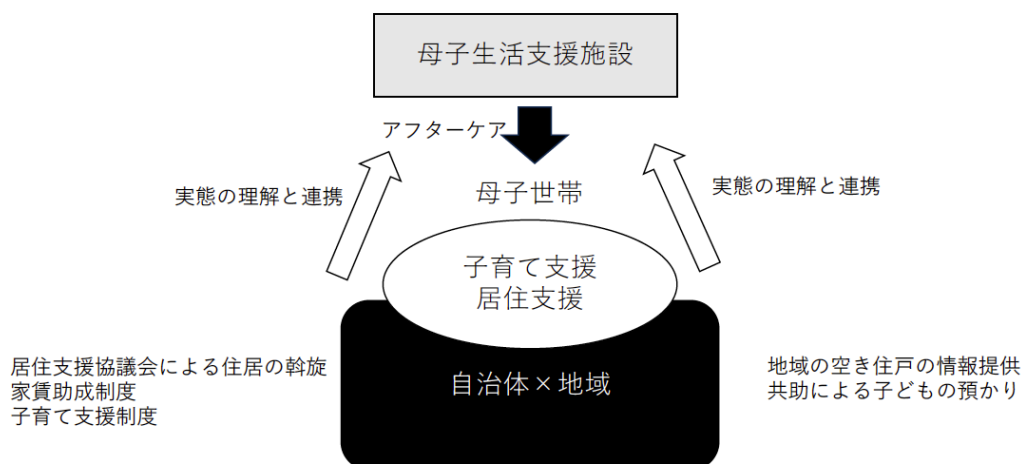 母子生活支援施設
アフターケア
実態の理解と連携
母子世帯
実態の理解と連携
子育て支援
居住支援
居住支援協議会による住居の斡旋
家賃助成制度
子育て支援制度
自治体×地域
地域の空き住戸の情報提供
共助による子どもの預かり